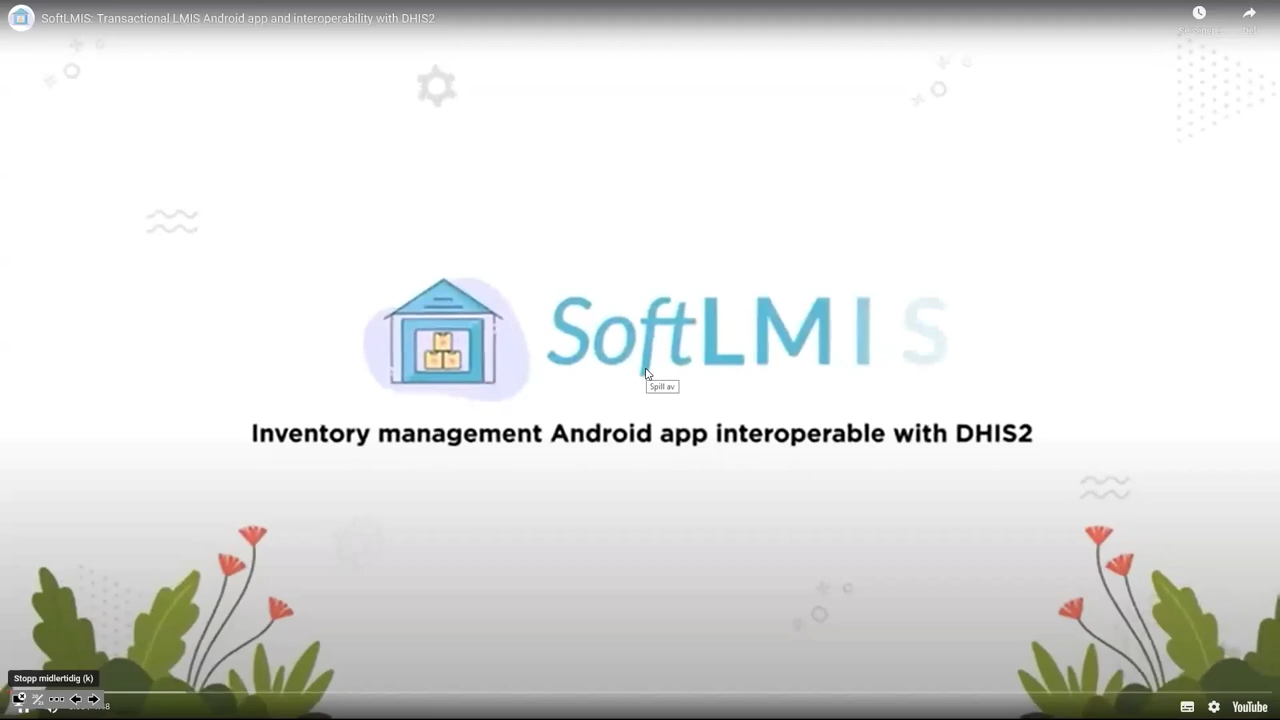 SoftLMIS: Transactional LMIS Android app and interoperability with DHIS2
SoftLMIS
Spill av
Inventory management Android app interoperable with DHIS2
Stopp midlertidig (k)
YouTube